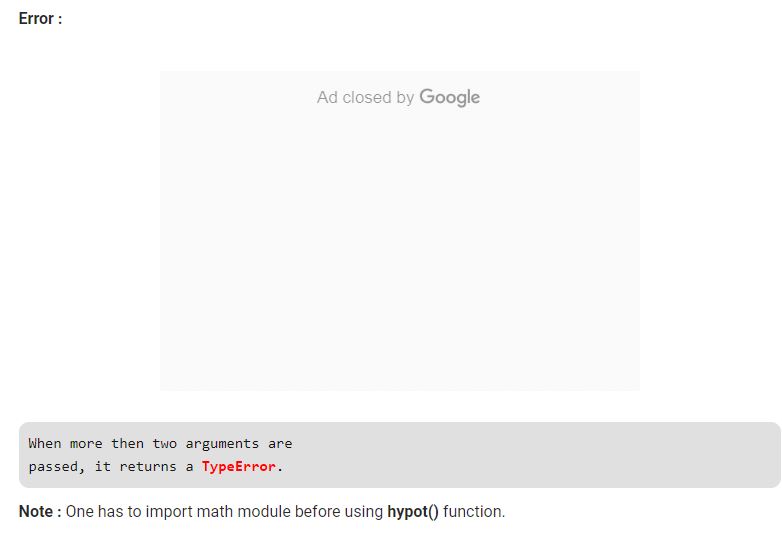 Error :
Ad closed by Google
When more then two arguments are
passed, it returns a TypeError.
Note : One has to import math module before using hypot() function.